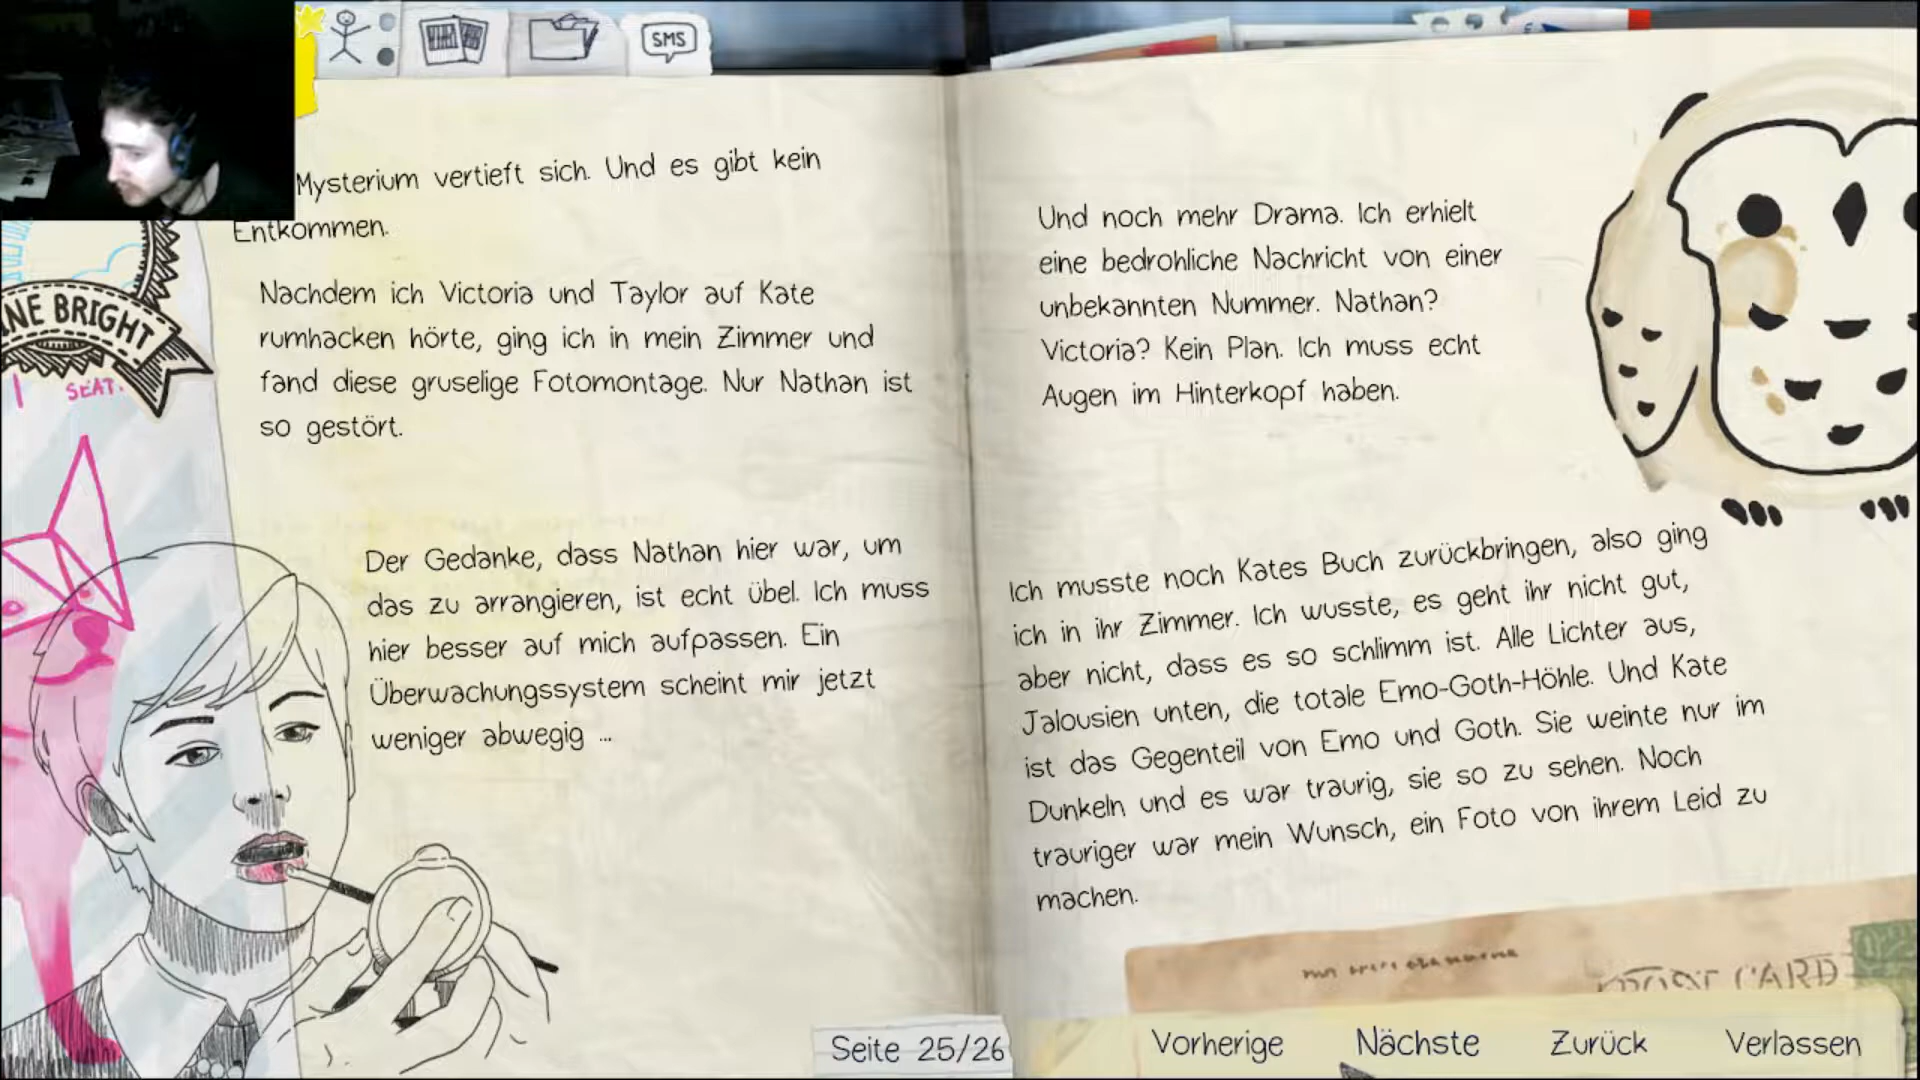 SMS
Mysterium vertieft sich. Und es gibt kein
Entkommen.
Nachdem ich Victoria und Taylor auf Kate
rumhacken hörte, ging ich in mein Zimmer und
fand diese gruselige Fotomontage. Nur Nathan ist
so gestört.
NE BRIGHT
SEAT.
Der Gedanke, dass Nathan hier war, um
das zu arrangieren, ist echt übel. Ich muss
hier besser auf mich aufpassen. Ein
Überwachungssystem scheint mir jetzt
weniger abwegig ...
Und noch mehr Drama. Ich erhielt
eine bedrohliche Nachricht von einer
unbekannten Nummer. Nathan?
Victoria? Kein Plan. Ich muss echt
Augen im Hinterkopf haben.
Ich musste noch Kates Buch zurückbringen, also ging
ich in ihr Zimmer. Ich wusste, es geht ihr nicht gut,
aber nicht, dass es so schlimm ist. Alle Lichter aus,
Jalousien unten, die totale Emo-Goth-Höhle. Und Kate
ist das Gegenteil von Emo und Goth. Sie weinte nur im
Dunkeln und es war traurig, sie so zu sehen. Noch
trauriger war mein Wunsch, ein Foto von ihrem Leid zu
machen.
POST CARD
Seite 25/26
Vorherige Nächste Zurück Verlassen